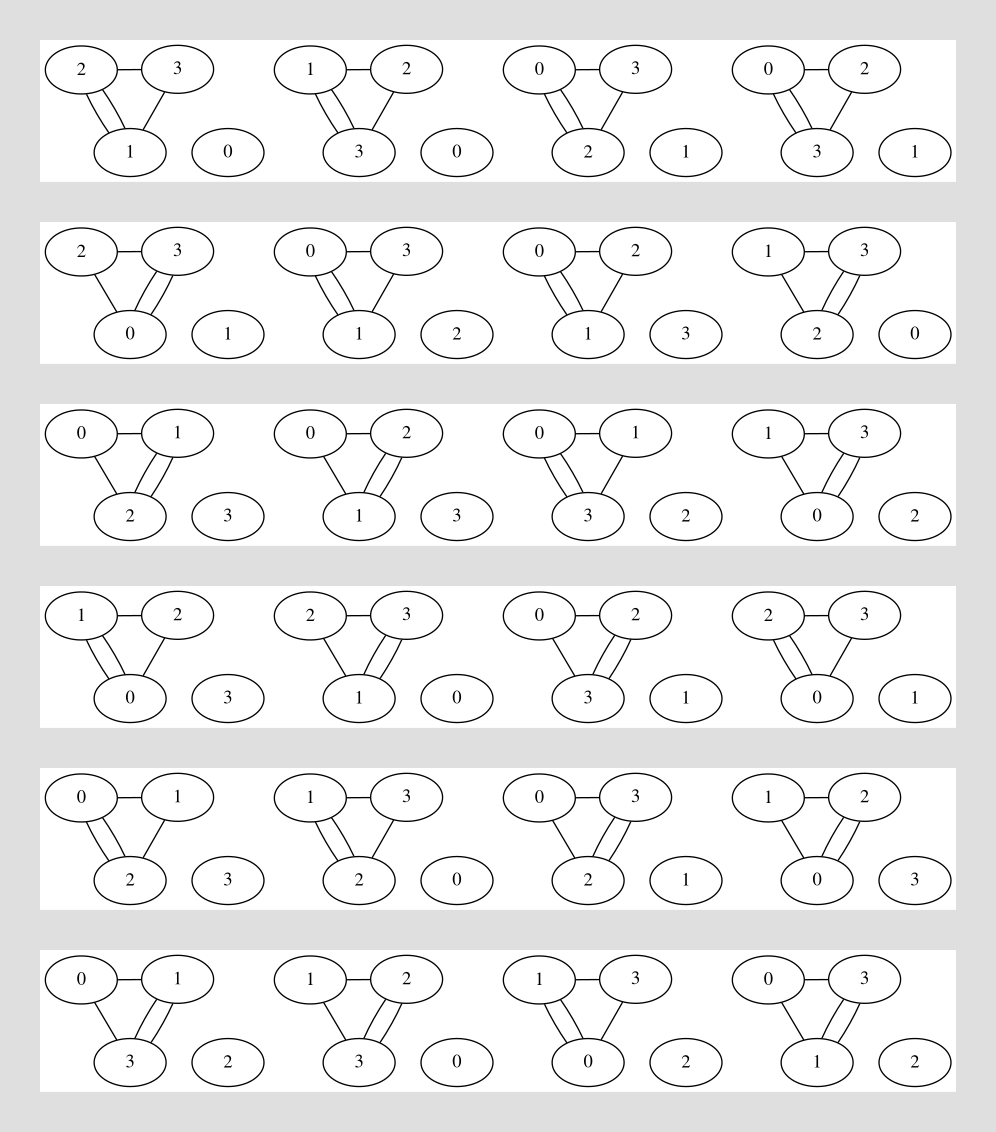 2 3 1 2 0 3 0 2
1 0 3 0 2 1 3 1
2 3 0 3 0 2 1 3
0 1 1 2 1 3 2 0
0 1 0 2 0 1 1 3
2 3 1 3 3 2 0 2
1 2 2 3 0 2 2 3
0 3 1 0 3 1 0 1
0 1 1 3 0 3 1 2
2 3 2 0 2 1 0 3
0 1 1 2 1 3 0 3
3 2 3 0 0 2 1 2